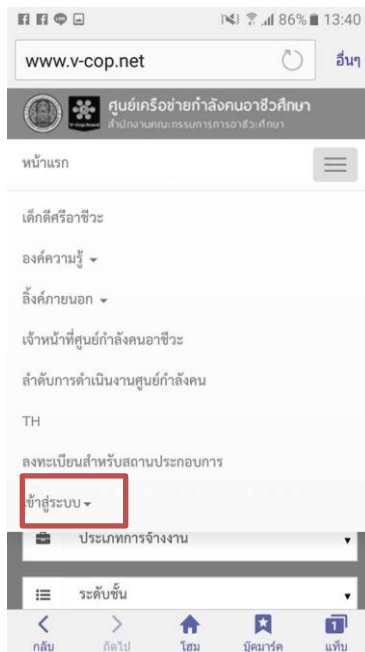 86% 13:40
www.v-cop.net อื่นๆ
ศูนย์เครือข่ายกำลังคนอาชีวศึกษา
สำนักงานคณะกรรมการการอาชีวะศึกษา
หน้าแรก
เด็กดีศรีอาชีวะ
องค์ความรู้
ลิ้งค์ภายนอก
เจ้าหน้าที่ศูนย์กำลังคนอาชีวะ
ลำดับการดำเนินงานศูนย์กำลังคน
TH
ลงทะเบียนสำหรับสถานประกอบการ
เข้าสู่ระบบ
ประเภทการจ้างงาน
ระดับชั้น
กลับ ถัดไป โฮม บุ๊คมาร์ค แท็บ
1